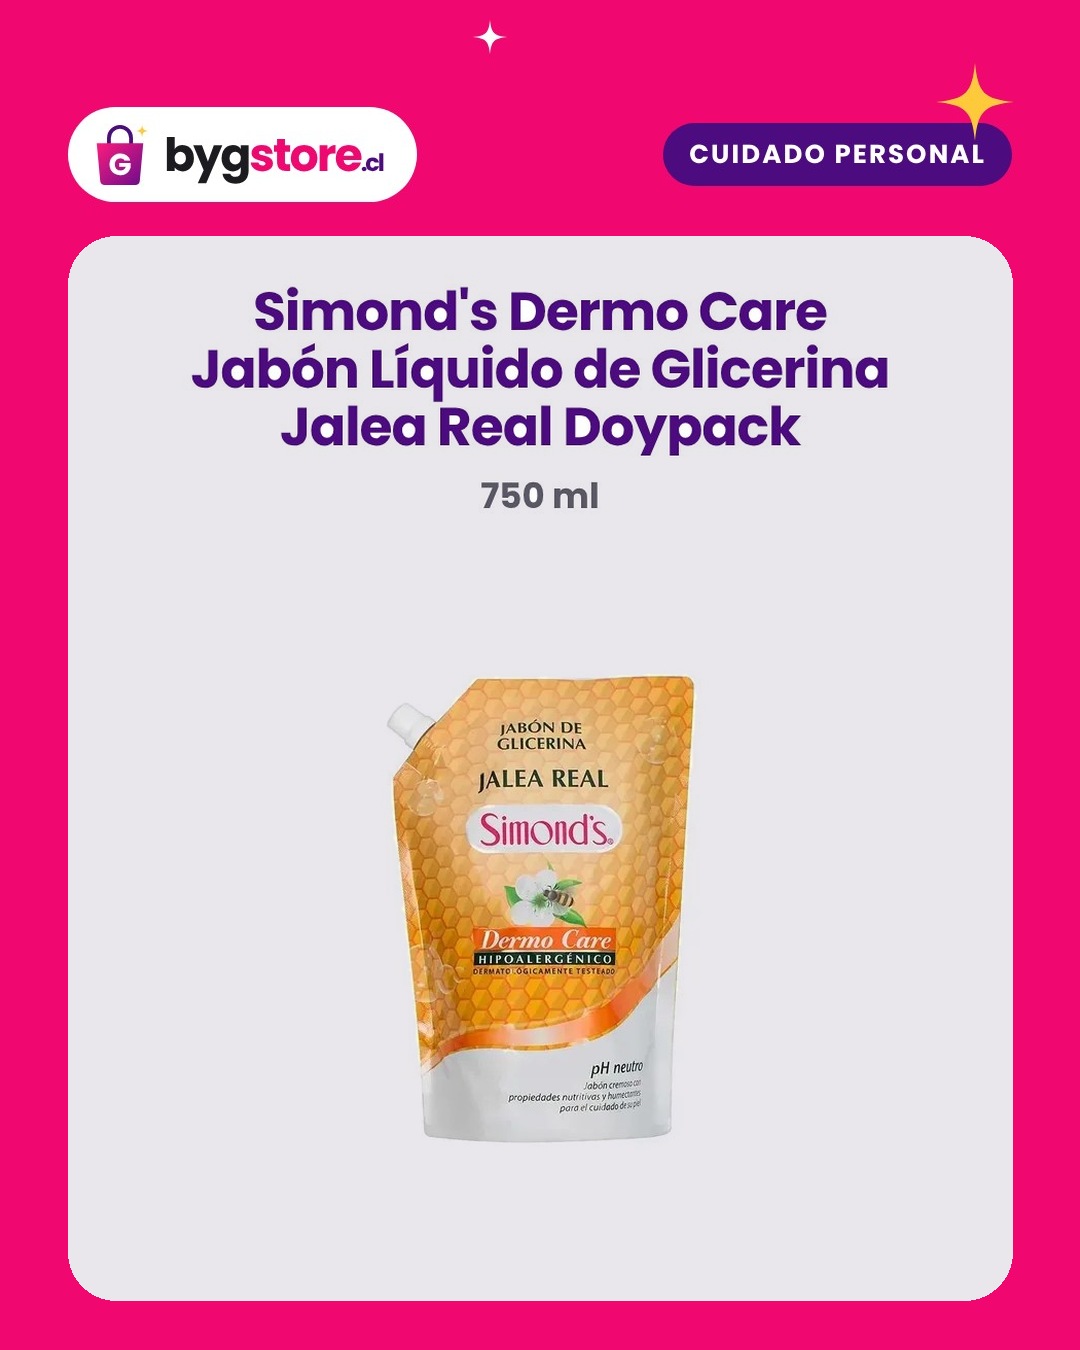 G bygstore.cl
CUIDADO PERSONAL
Simond's Dermo Care
Jabón Líquido de Glicerina
Jalea Real Doypack
750 ml
JABÓN DE
GLICERINA
JALEA REAL
Simond's®
Dermo Care
HIPOALERGÉNICO
DERMATOLÓGICAMENTE TESTEADO
pH neutro
Jabón cremoso con
propiedades nutritivas y humectantes
para el cuidado de su piel